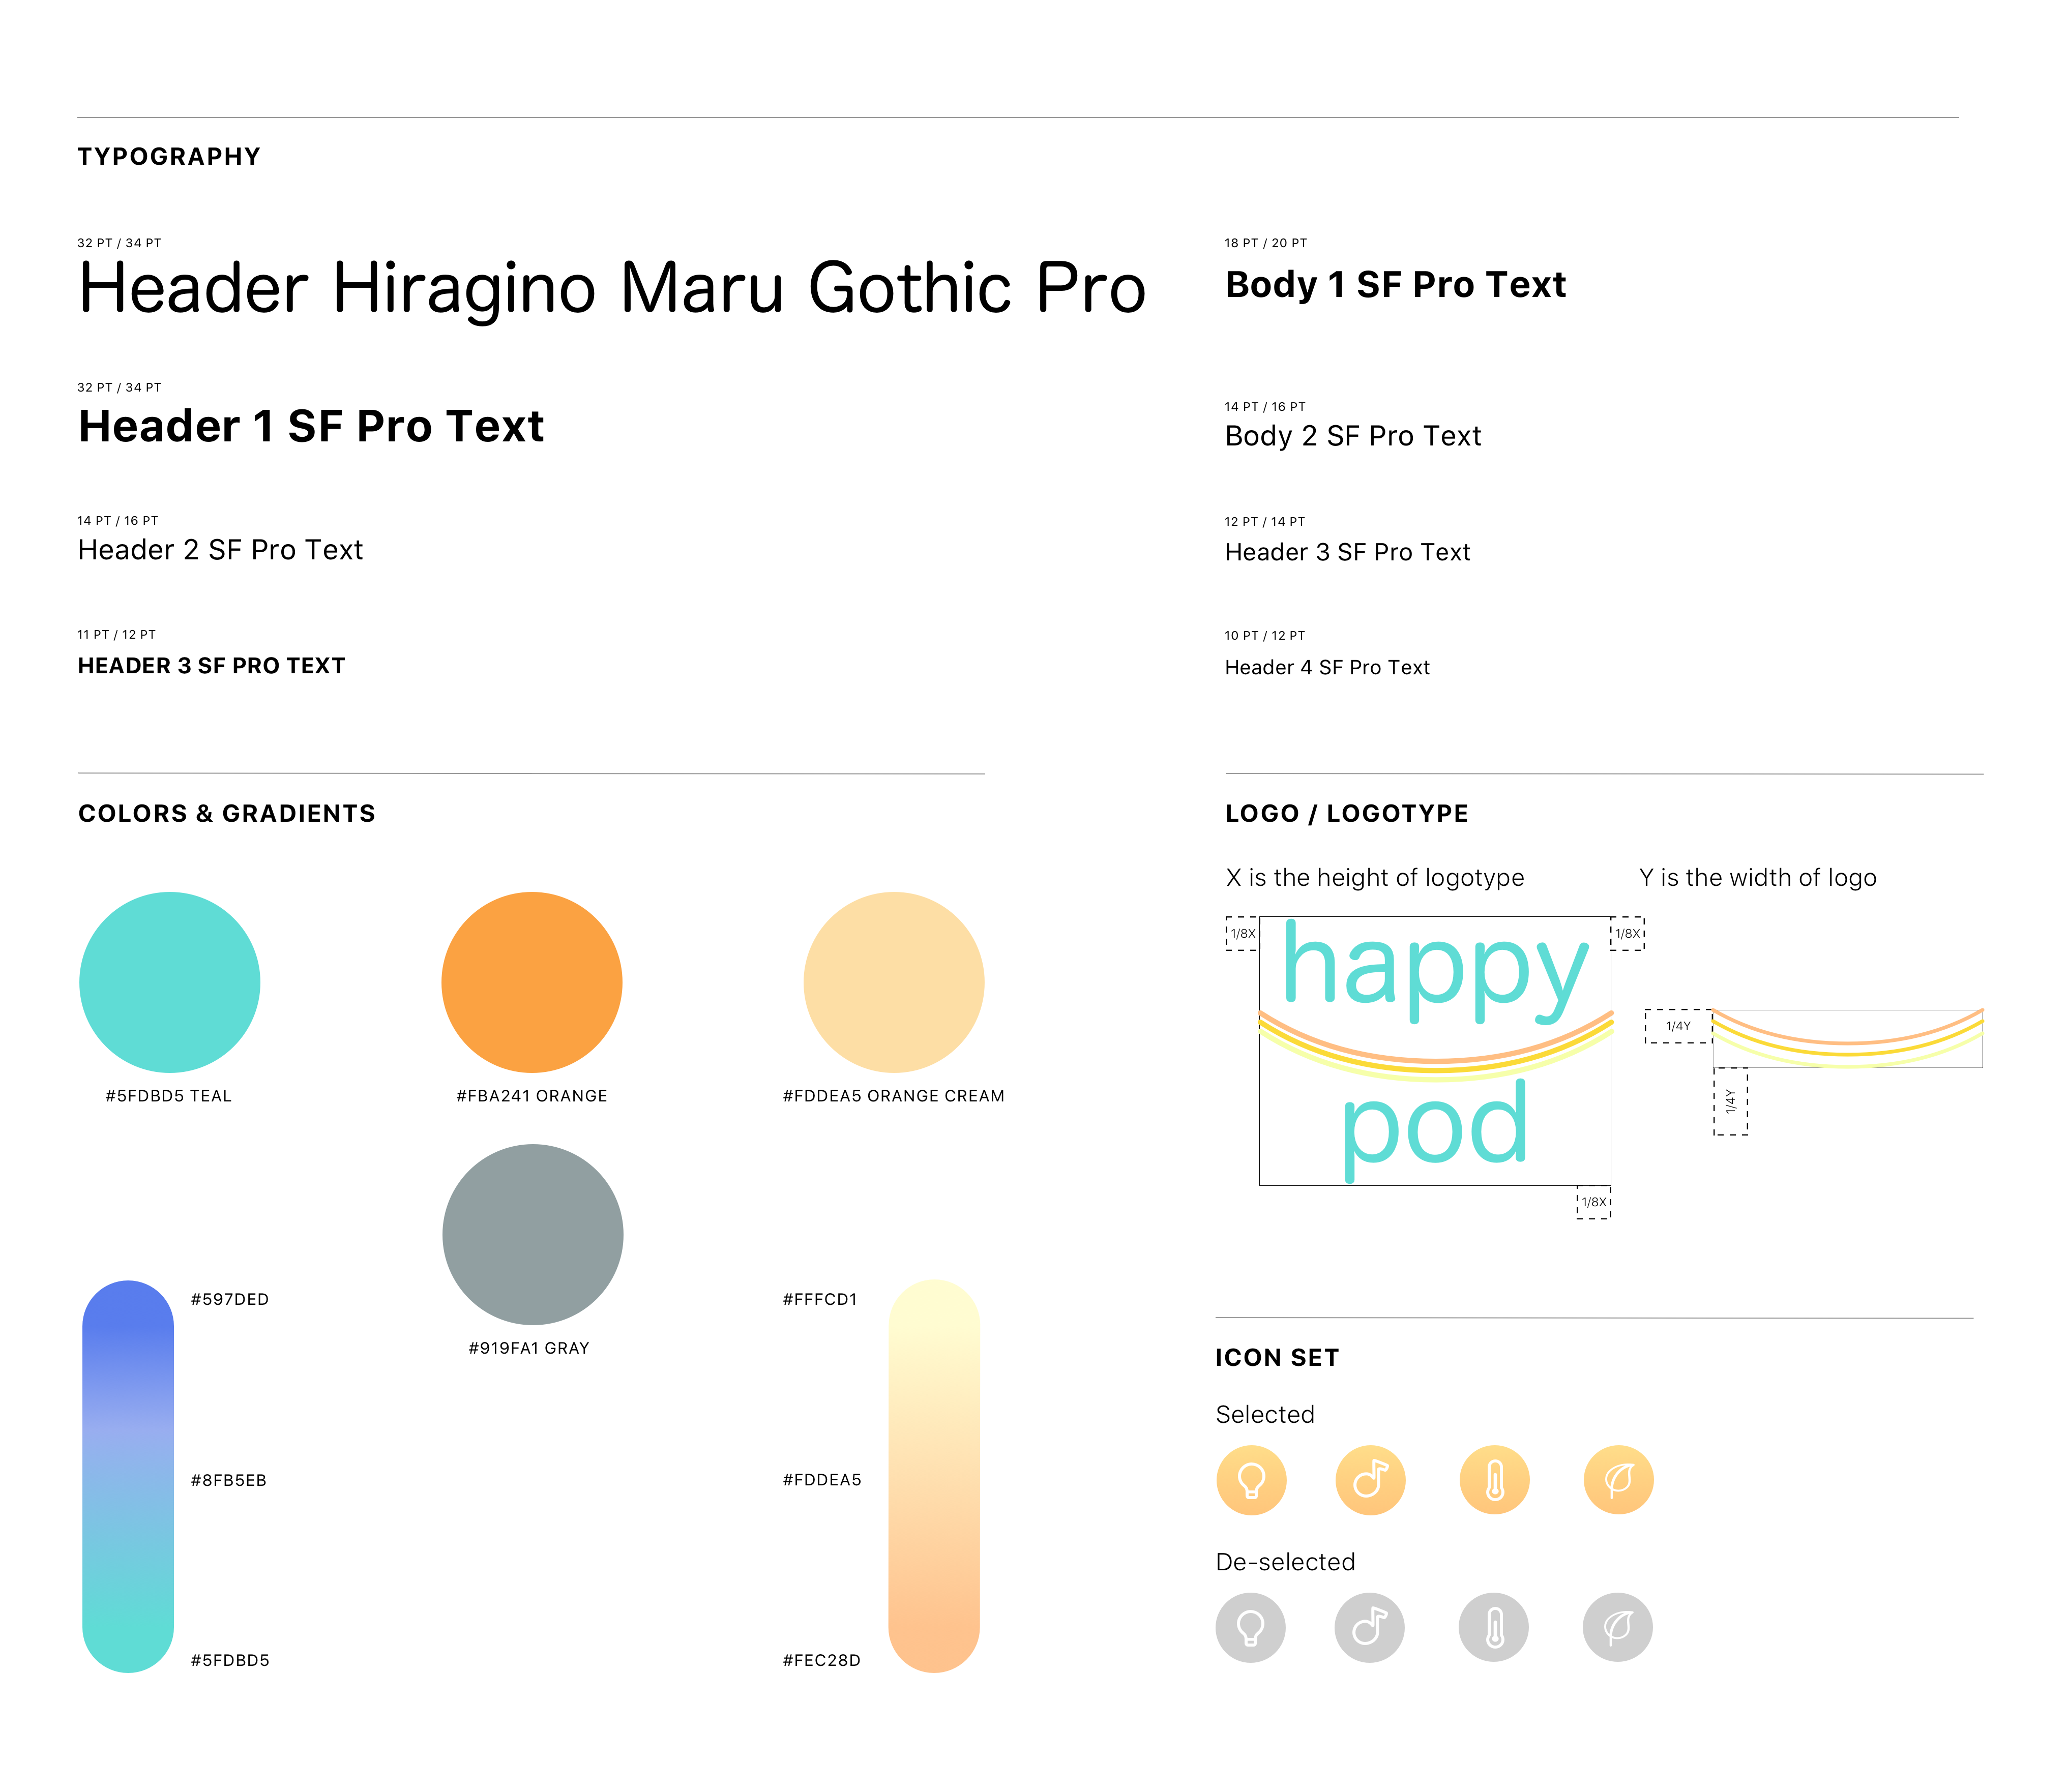 TYPOGRAPHY
32 PT / 34 PT
Header Hiragino Maru Gothic Pro
32 PT / 34 PT
Header 1 SF Pro Text
14 PT / 16 PT
Header 2 SF Pro Text
11 PT / 12 PT
HEADER 3 SF PRO TEXT
18 PT / 20 PT
Body 1 SF Pro Text
14 PT / 16 PT
Body 2 SF Pro Text
12 PT / 14 PT
Header 3 SF Pro Text
10 PT / 12 PT
Header 4 SF Pro Text
COLORS & GRADIENTS
#5FDBD5 TEAL
#FBA241 ORANGE
#FDDEA5 ORANGE CREAM
#919FA1 GRAY
#597DED
#8FB5EB
#5FDBD5
#FFFCD1
#FDDEA5
#FEC28D
LOGO / LOGOTYPE
X is the height of logotype
Y is the width of logo
1/8X
happy
1/8X
pod
1/8X
1/4Y
1/4Y
ICON SET
Selected
De-selected